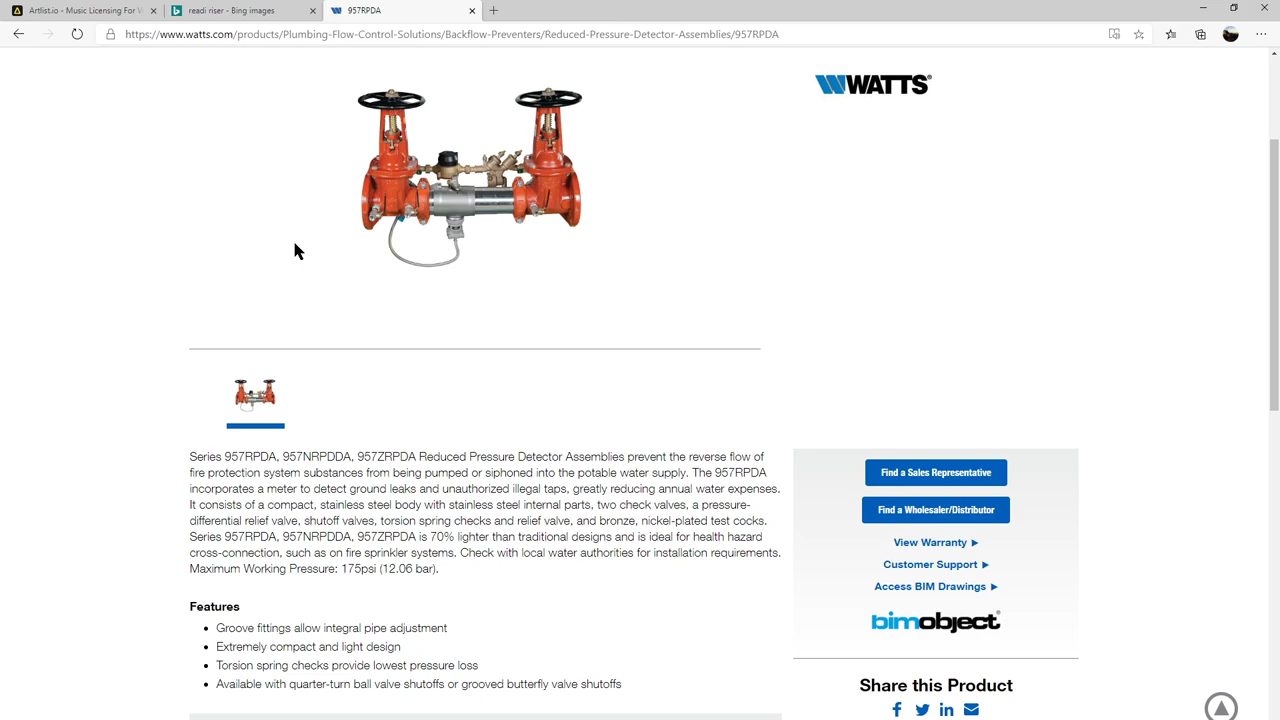 Artlist.io - Music Licensing For Vi
readi riser - Bing images
957RPDA
https://www.watts.com/products/Plumbing-Flow-Control-Solutions/Backflow-Preventers/Reduced-Pressure-Detector-Assemblies/957RPDA
WATTS®
Series 957RPDA, 957NRPDDA, 957ZRPDA Reduced Pressure Detector Assemblies prevent the reverse flow of
fire protection system substances from being pumped or siphoned into the potable water supply. The 957RPDA
incorporates a meter to detect ground leaks and unauthorized illegal taps, greatly reducing annual water expenses.
It consists of a compact, stainless steel body with stainless steel internal parts, two check valves, a pressure-
differential relief valve, shutoff valves, torsion spring checks and relief valve, and bronze, nickel-plated test cocks.
Series 957RPDA, 957NRPDDA, 957ZRPDA is 70% lighter than traditional designs and is ideal for health hazard
cross-connection, such as on fire sprinkler systems. Check with local water authorities for installation requirements.
Maximum Working Pressure: 175psi (12.06 bar).
Features
Groove fittings allow integral pipe adjustment
Extremely compact and light design
Torsion spring checks provide lowest pressure loss
Available with quarter-turn ball valve shutoffs or grooved butterfly valve shutoffs
Find a Sales Representative
Find a Wholesaler/Distributor
View Warranty
Customer Support
Access BIM Drawings
bimobject®
Share this Product